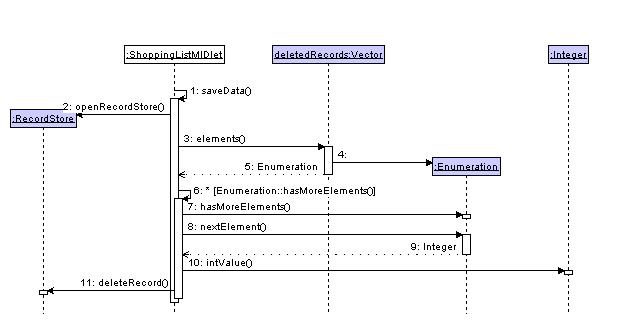 :ShoppingListMIDlet
deletedRecords:Vector
:Integer
1: saveData()
2: openRecordStore()
:RecordStore
3: elements()
4:
5: Enumeration
:Enumeration
6: * [Enumeration::hasMoreElements()]
7: hasMoreElements()
8: nextElement()
9: Integer
10: intValue()
11: deleteRecord()